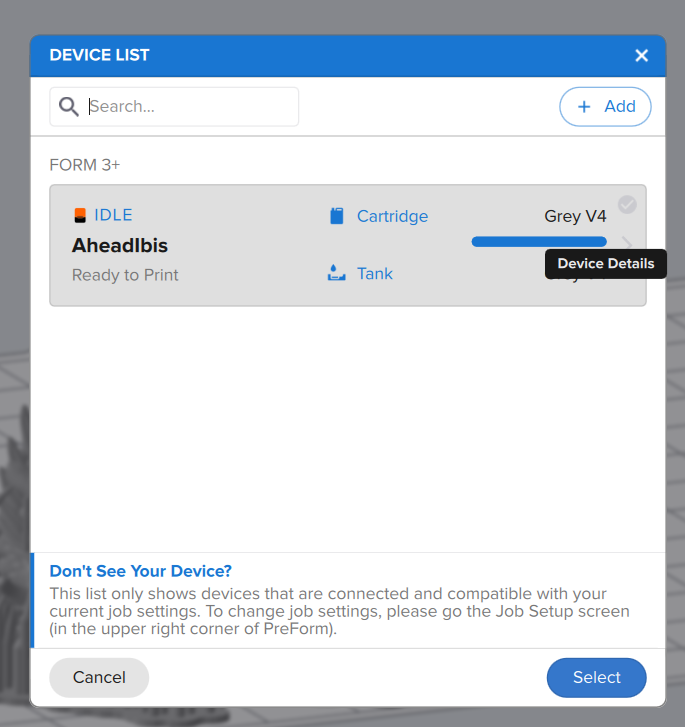 DEVICE LIST
Search...
+ Add
FORM 3+
IDLE
Cartridge
Grey V4
AheadIbis
Device Details
Ready to Print
Tank
Don't See Your Device?
This list only shows devices that are connected and compatible with your
current job settings. To change job settings, please go the Job Setup screen
(in the upper right corner of PreForm).
Cancel
Select